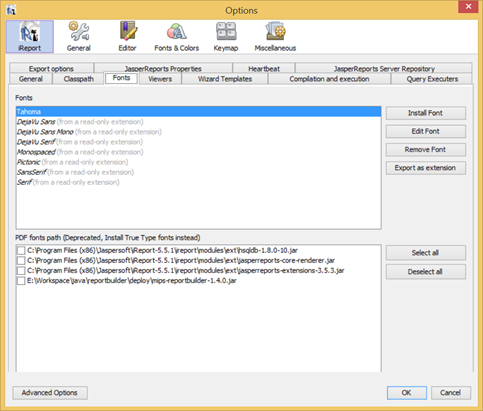 Options
iReport
General
Editor
Fonts & Colors
Keymap
Miscellaneous
Export options
JasperReports Properties
Heartbeat
JasperReports Server Repository
General
Classpath
Fonts
Viewers
Wizard Templates
Compilation and execution
Query Executers
Fonts
Tahoma
DejaVu Sans (from a read-only extension)
DejaVu Sans Mono (from a read-only extension)
DejaVu Serif (from a read-only extension)
Monospaced (from a read-only extension)
Pictonic (from a read-only extension)
SansSerif (from a read-only extension)
Serif (from a read-only extension)
Install Font
Edit Font
Remove Font
Export as extension
PDF fonts path (Deprecated, Install True Type fonts instead)
C:\Program Files (x86)\Jaspersoft\iReport-5.5.1\ireport\modules\ext\hsqldb-1.8.0-10.jar
C:\Program Files (x86)\Jaspersoft\iReport-5.5.1\ireport\modules\ext\jasperreports-core-renderer.jar
C:\Program Files (x86)\Jaspersoft\iReport-5.5.1\ireport\modules\ext\jasperreports-extensions-3.5.3.jar
E:\Workspace\java\reportbuilder\deploy\mips-reportbuilder-1.4.0.jar
Select all
Deselect all
Advanced Options
OK
Cancel